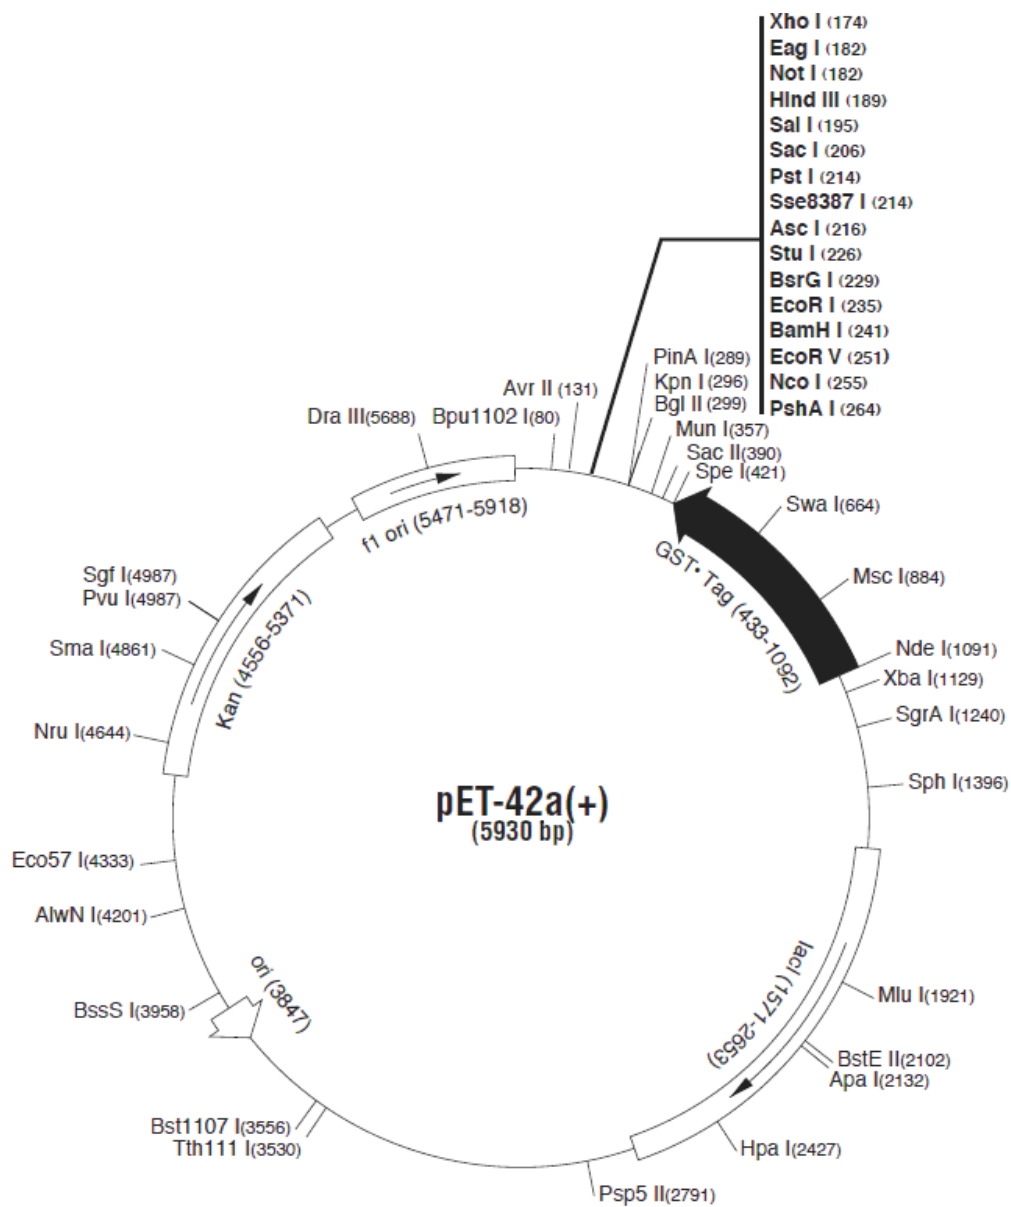 Xho I (174)
Eag I (182)
Not I (182)
Hind III (189)
Sal I (195)
Sac I (206)
Pst I (214)
Sse8387 I (214)
Asc I (216)
Stu I (226)
BsrG I (229)
EcoR I (235)
BamH I (241)
EcoR V (251)
Nco I (255)
PshA I (264)
PinA I(289)
Kpn I (296)
Bgl II (299)
Mun I(357)
Sac II(390)
Spe I(421)
Avr II (131)
Bpu1102 I(80)
Dra III(5688)
f1 ori (5471-5918)
Swa I(664)
Msc I(884)
GST•Tag (433-1092)
Nde I(1091)
Xba I(1129)
SgrA I(1240)
Sph I(1396)
Sgf I(4987)
Pvu I(4987)
Sma I(4861)
Kan (4556-5371)
Nru I(4644)
pET-42a(+)
(5930 bp)
Eco57 I(4333)
AlwN I(4201)
ori (3847)
BssS I(3958)
lacI (1571-2653)
Mlu I(1921)
BstE II(2102)
Apa I(2132)
Bst1107 I(3556)
Tth111 I(3530)
Hpa I(2427)
Psp5 II(2791)